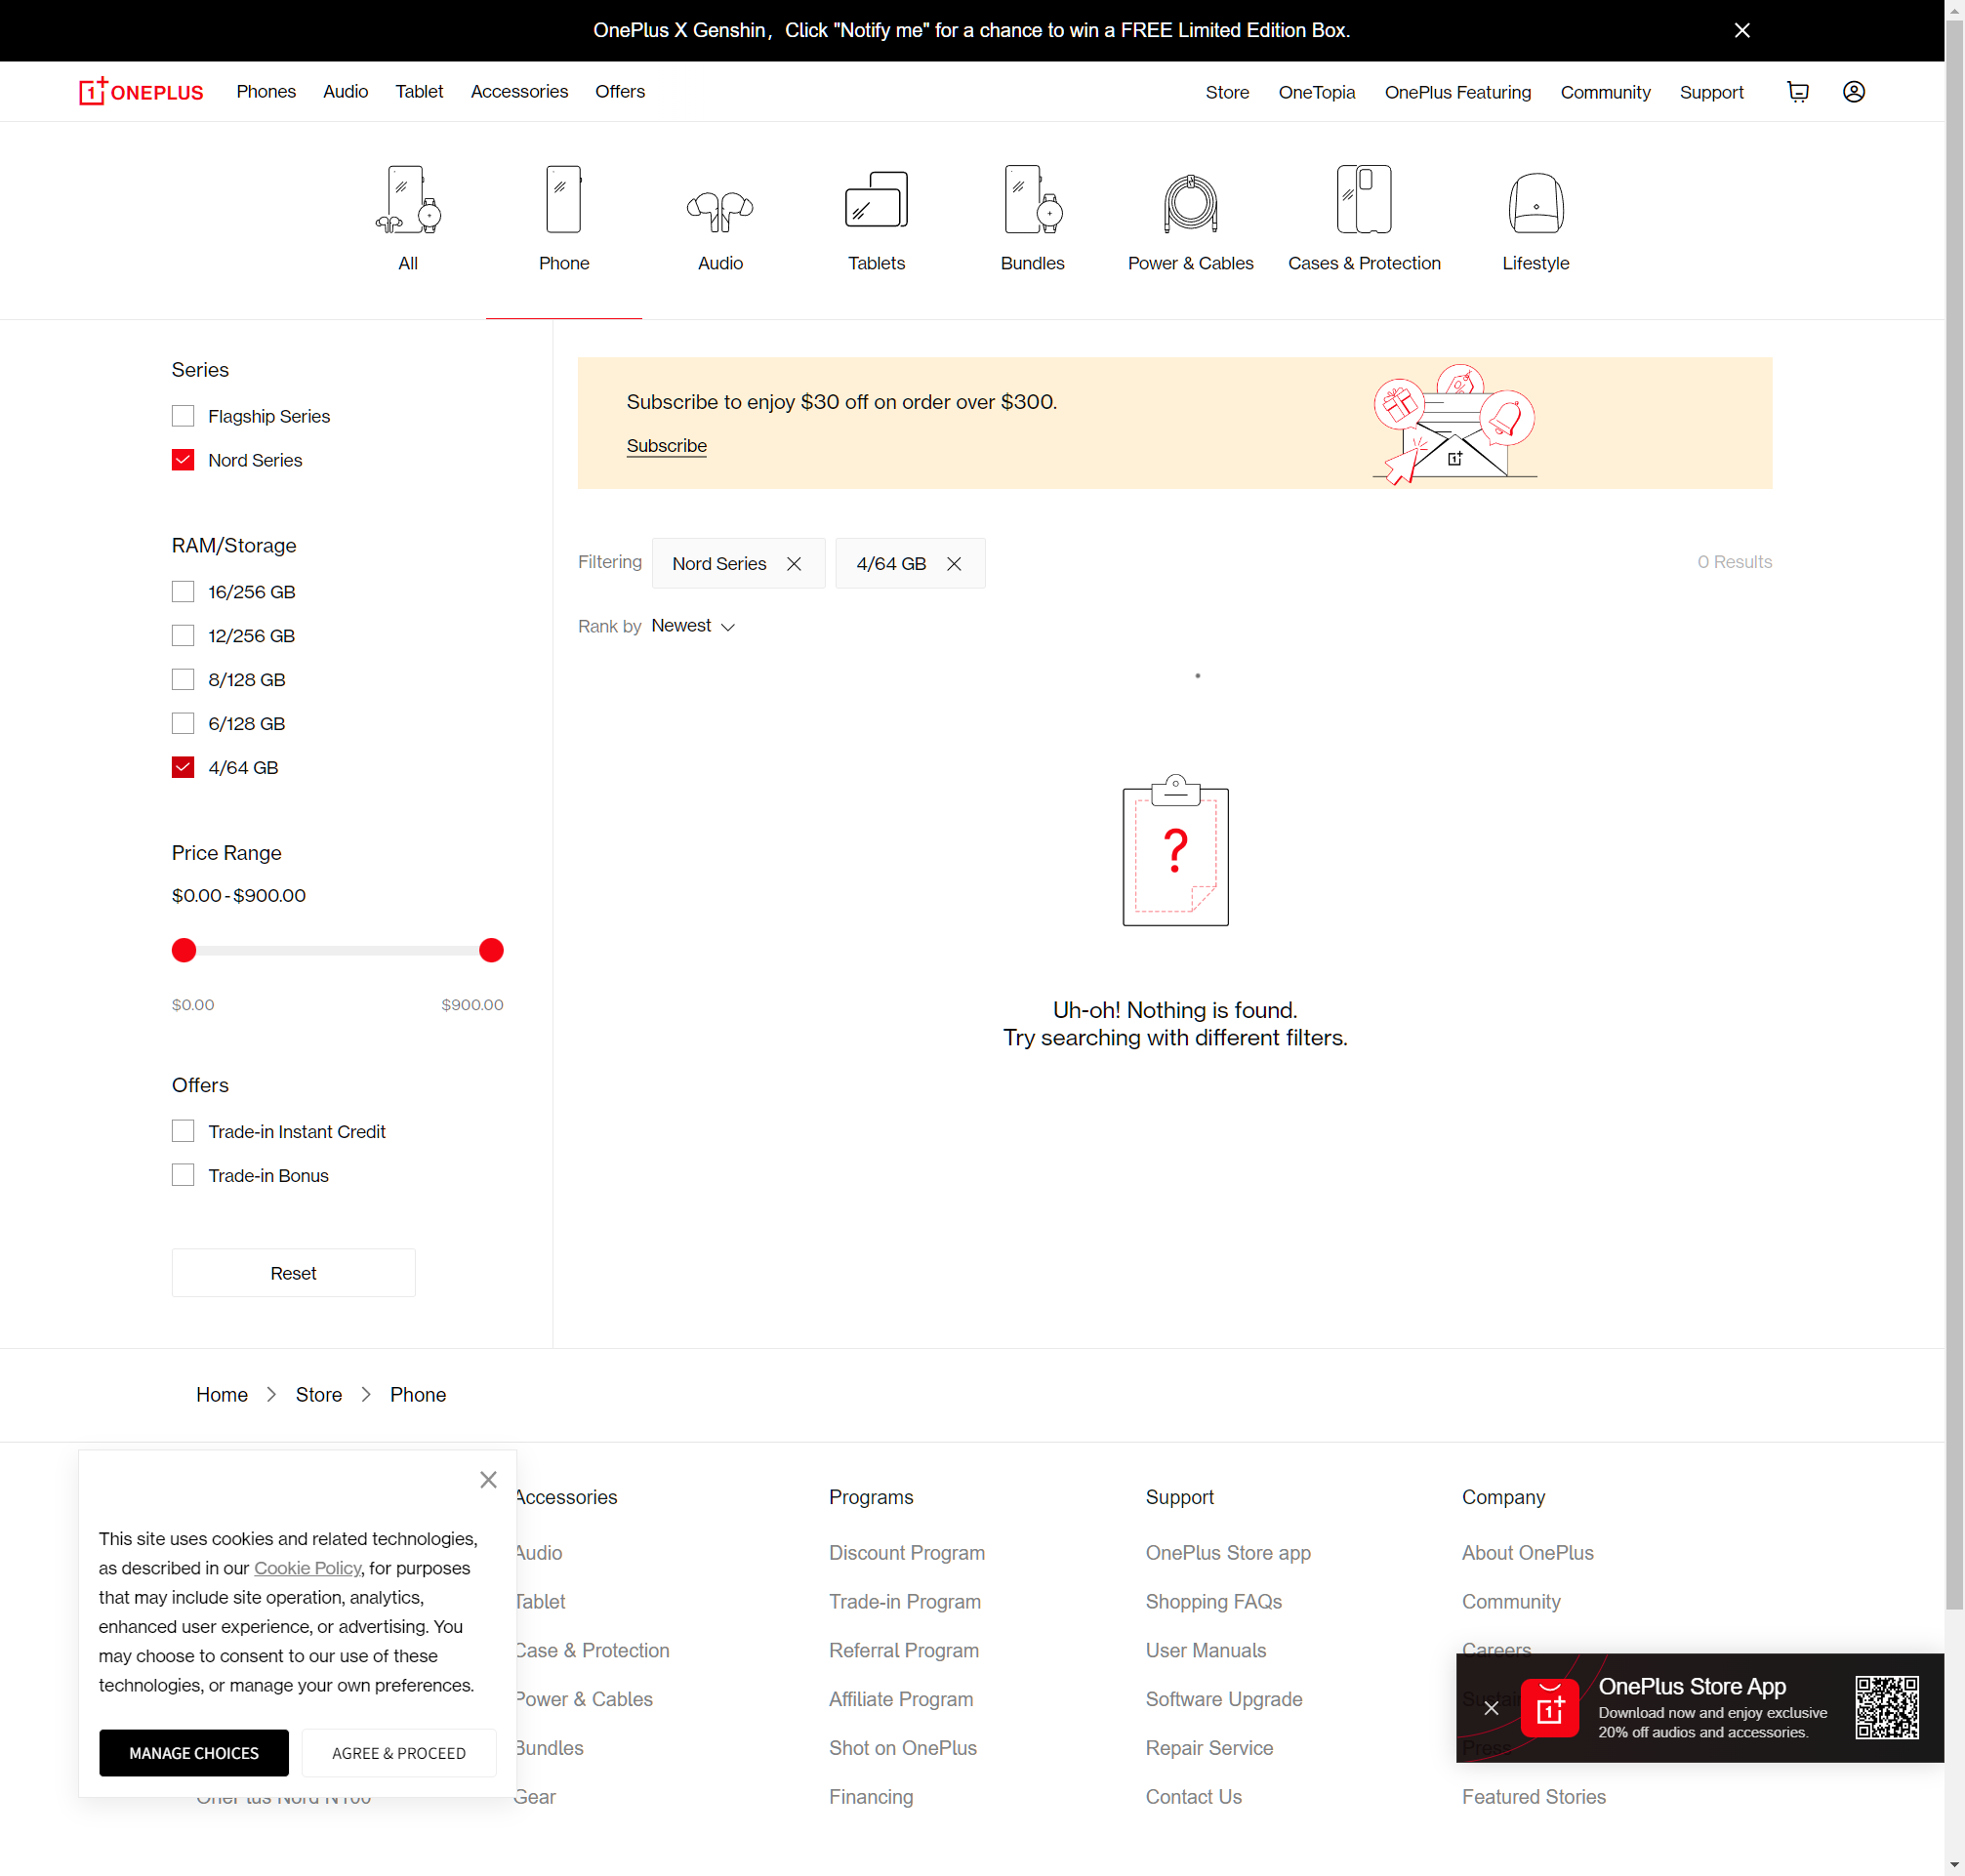 OnePlus X Genshin，Click "Notify me" for a chance to win a FREE Limited Edition Box.
ONEPLUS Phones Audio Tablet Accessories Offers Store OneTopia OnePlus Featuring Community Support
All Phone Audio Tablets Bundles Power & Cables Cases & Protection Lifestyle
Series
Flagship Series
Nord Series
RAM/Storage
16/256 GB
12/256 GB
8/128 GB
6/128 GB
4/64 GB
Price Range
$0.00 - $900.00
$0.00 $900.00
Offers
Trade-in Instant Credit
Trade-in Bonus
Reset
Subscribe to enjoy $30 off on order over $300.
Subscribe
Filtering Nord Series 4/64 GB 0 Results
Rank by Newest
?
Uh-oh! Nothing is found.
Try searching with different filters.
Home Store Phone
This site uses cookies and related technologies,
as described in our Cookie Policy, for purposes
that may include site operation, analytics,
enhanced user experience, or advertising. You
may choose to consent to our use of these
technologies, or manage your own preferences.
MANAGE CHOICES AGREE & PROCEED
OnePlus Nord N100
Accessories
Audio
Tablet
Case & Protection
Power & Cables
Bundles
Gear
Programs
Discount Program
Trade-in Program
Referral Program
Affiliate Program
Shot on OnePlus
Financing
Support
OnePlus Store app
Shopping FAQs
User Manuals
Software Upgrade
Repair Service
Contact Us
Company
About OnePlus
Community
Careers
Press
Featured Stories
OnePlus Store App
Download now and enjoy exclusive
20% off audios and accessories.